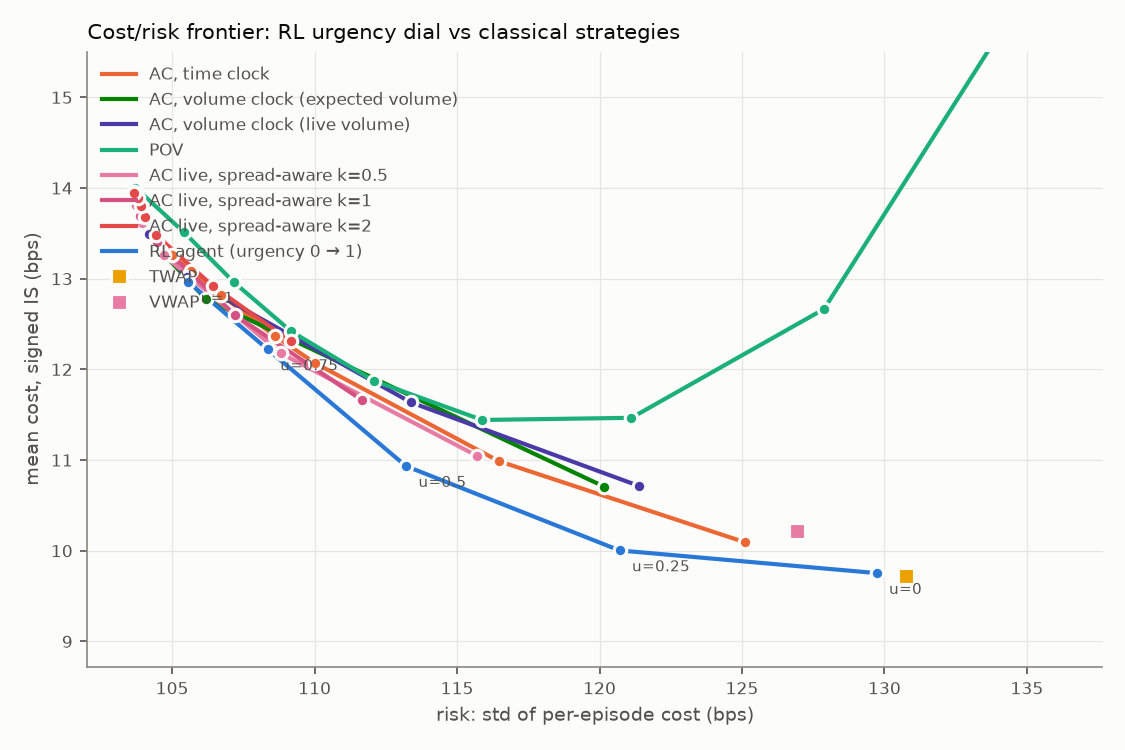 Cost/risk frontier: RL urgency dial vs classical strategies
mean cost, signed IS (bps)
15
14
13
12
11
10
9
AC, time clock
AC, volume clock (expected volume)
AC, volume clock (live volume)
POV
AC live, spread-aware k=0.5
AC live, spread-aware k=1
AC live, spread-aware k=2
RL agent (urgency 0 → 1)
TWAP
VWAP
u=0.75
u=0.5
u=0.25
u=0
105
110
115
120
125
130
135
risk: std of per-episode cost (bps)